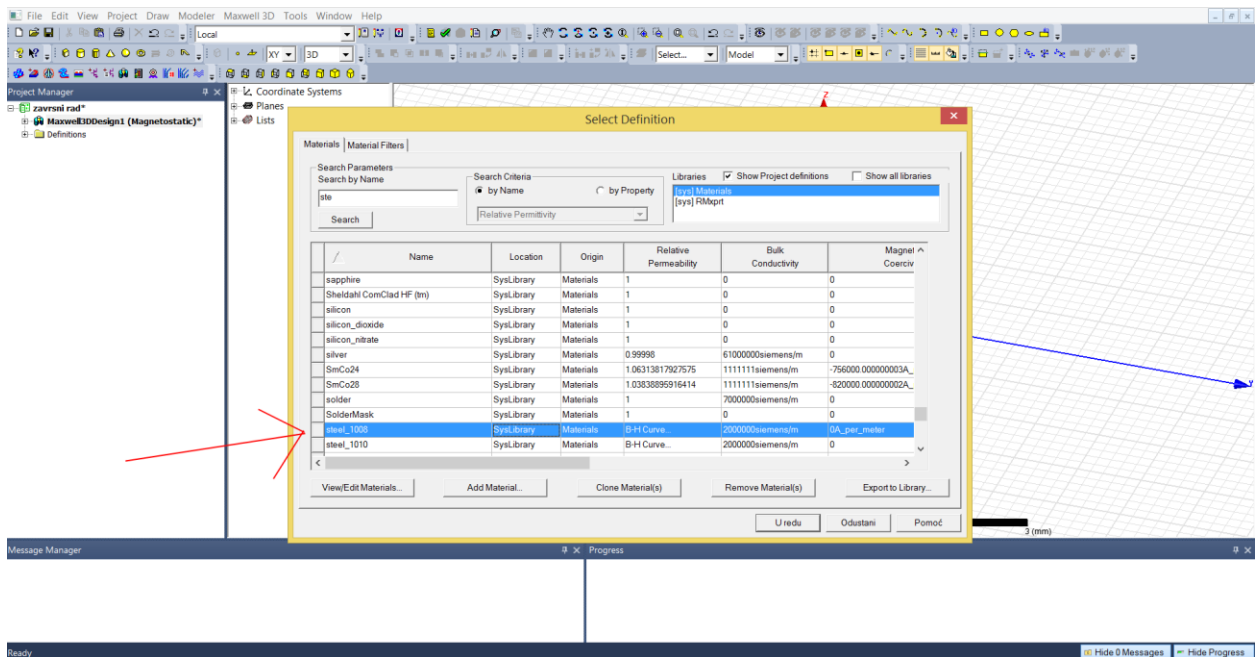 File Edit View Project Draw Modeler Maxwell 3D Tools Window Help
Local
XY 3D Select... Model
Project Manager
zavrsni rad*
Maxwell3DDesign1 (Magnetostatic)*
Definitions
Coordinate Systems
Planes
Lists
Z
Select Definition
Materials Material Filters
Search Parameters
Search by Name
ste
Search
Search Criteria
by Name by Property
Relative Permittivity
Libraries Show Project definitions Show all libraries
[sys] Materials
[sys] RMxprt
/ Name Location Origin Relative Permeability Bulk Conductivity Magnet Coerciv
sapphire SysLibrary Materials 1 0 0
Sheldahl ComClad HF (tm) SysLibrary Materials 1 0 0
silicon SysLibrary Materials 1 0 0
silicon_dioxide SysLibrary Materials 1 0 0
silicon_nitrate SysLibrary Materials 1 0 0
silver SysLibrary Materials 0.99998 61000000siemens/m 0
SmCo24 SysLibrary Materials 1.06313817927575 1111111siemens/m -756000.000000003A_
SmCo28 SysLibrary Materials 1.03838895916414 1111111siemens/m -820000.000000002A_
solder SysLibrary Materials 1 7000000siemens/m 0
SolderMask SysLibrary Materials 1 0 0
steel_1008 SysLibrary Materials B-H Curve... 2000000siemens/m 0A_per_meter
steel_1010 SysLibrary Materials B-H Curve... 2000000siemens/m 0
View/Edit Materials... Add Material... Clone Material(s) Remove Material(s) Export to Library...
U redu Odustani Pomoć
Y
3 (mm)
Message Manager
Progress
Ready
Hide 0 Messages Hide Progress